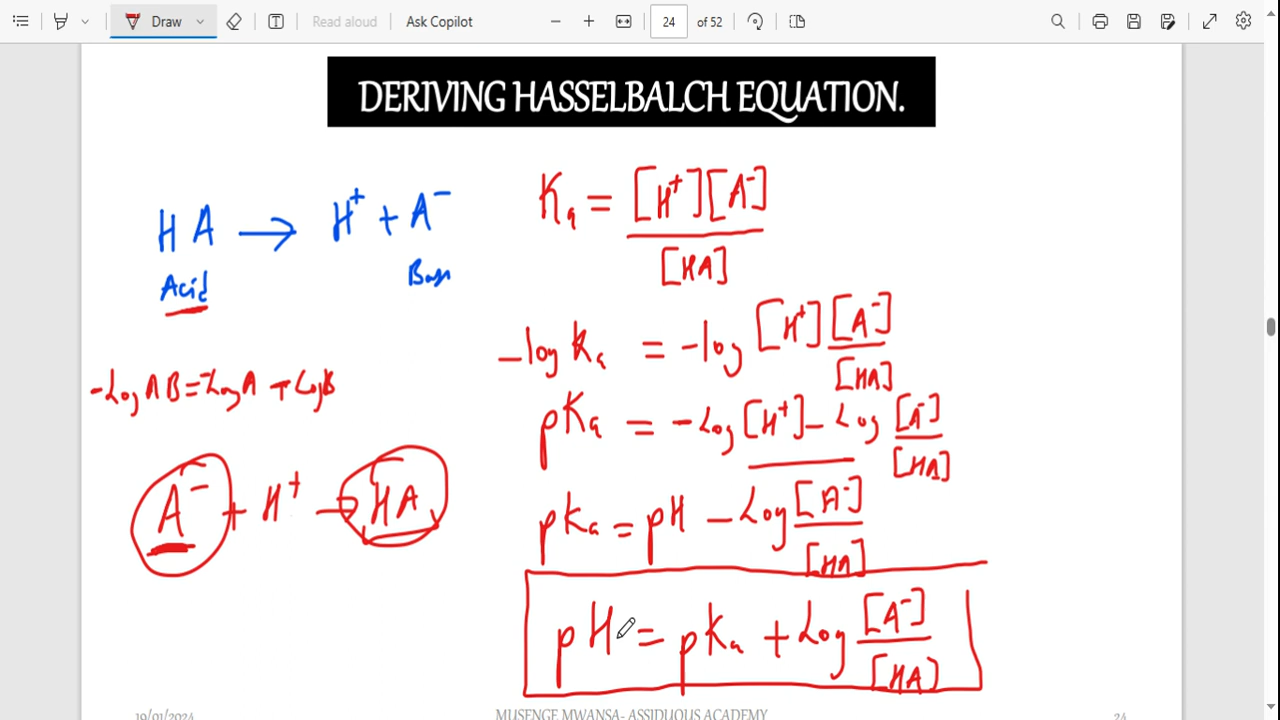 Draw
Read aloud
Ask Copilot
24 of 52
DERIVING HASSELBALCH EQUATION.
HA → H⁺ + A⁻
Acid
Kₐ = [H⁺][A⁻] / [HA]
-log Kₐ = -log [H⁺] [A⁻] / [HA]
-Log AB = -Log A + Log B
pKₐ = -Log [H⁺] - Log [A⁻] / [HA]
A⁻ + H⁺ → HA
pKₐ = pH - Log [A⁻] / [HA]
pH = pKₐ + Log [A⁻] / [HA]
19/01/2024
MUSENGE MWANSA- ASSIDUOUS ACADEMY
24